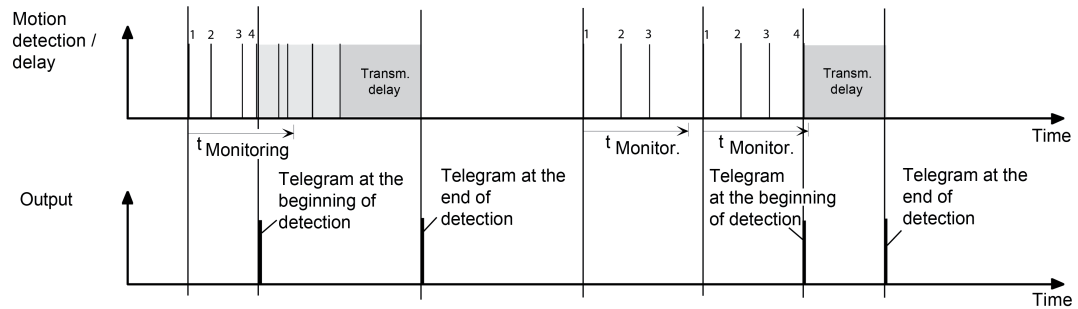 Motion
detection /
delay
1 2 3 4
Transm.
delay
1 2 3
1 2 3 4
Transm.
delay
Time
t Monitoring
t Monitor.
t Monitor.
Output
Telegram at the
beginning of
detection
Telegram at the
end of
detection
Telegram
at the beginning
of detection
Telegram at the
end of
detection
Time